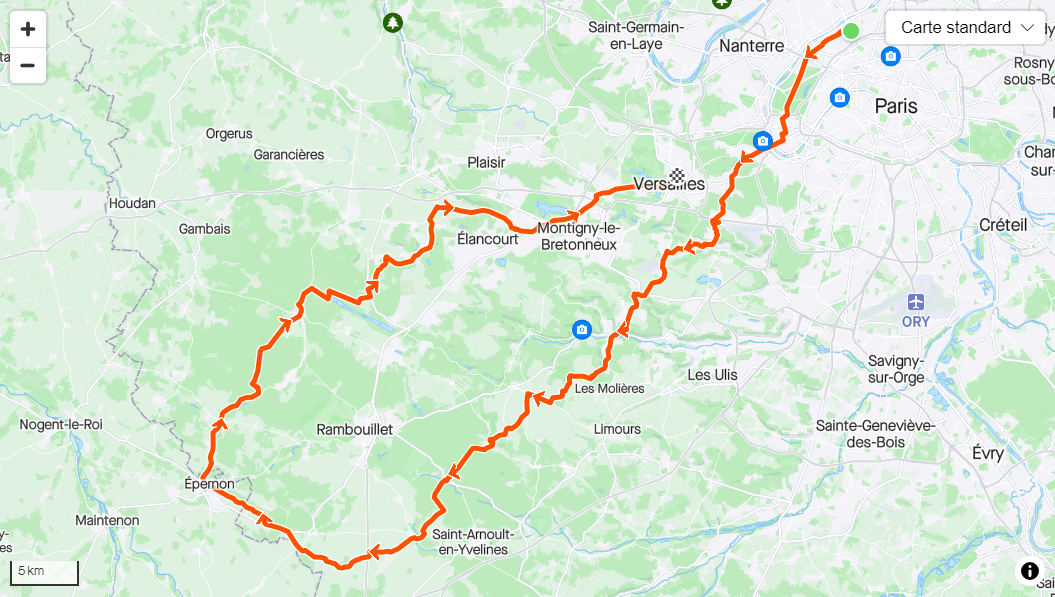 Saint-Germain-
en-Laye
Nanterre
Carte standard
Rosny
sous-Bo
Paris
Orgerus
Garancières
Plaisir
Versailles
Houdan
Gambais
Élancourt
Montigny-le-
Bretonneux
Créteil
ORY
Savigny-
sur-Orge
Les Ulis
Les Molières
Nogent-le-Roi
Rambouillet
Limours
Sainte-Geneviève-
des-Bois
Évry
Épernon
Maintenon
Saint-Arnoult-
en-Yvelines
5 km